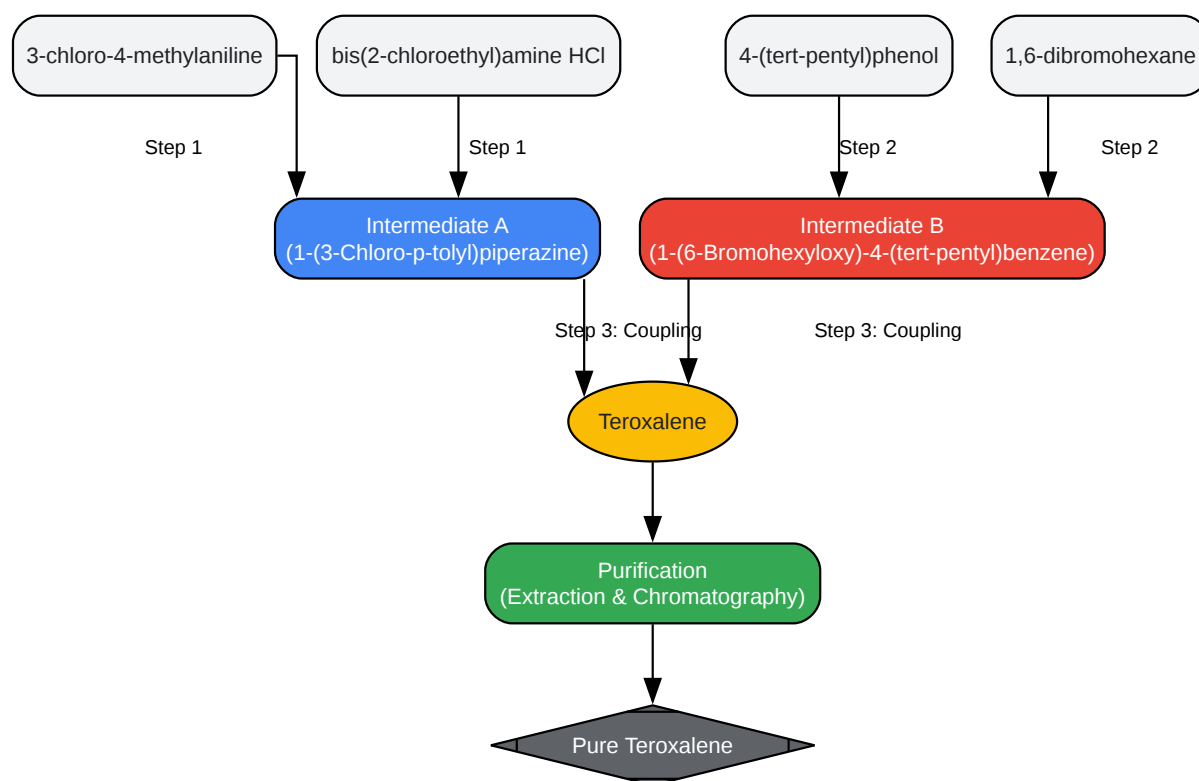 3-chloro-4-methylaniline
bis(2-chloroethyl)amine HCl
4-(tert-pentyl)phenol
1,6-dibromohexane
Step 1
Step 1
Step 2
Step 2
Intermediate A
(1-(3-Chloro-p-tolyl)piperazine)
Intermediate B
(1-(6-Bromohexyloxy)-4-(tert-pentyl)benzene)
Step 3: Coupling
Step 3: Coupling
Teroxalene
Purification
(Extraction & Chromatography)
Pure Teroxalene